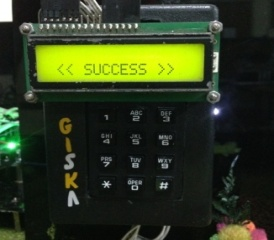 << SUCCESS >>
GISKA
1 ABC 2 DEF 3
GHI 4 JKL 5 MNO 6
PRS 7 TUV 8 WXY 9
* OPER 0 #